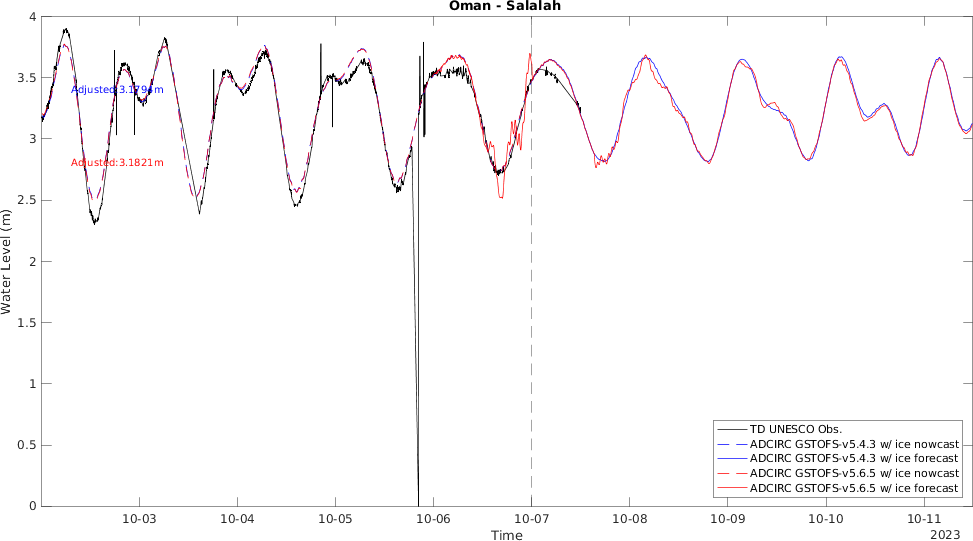 Oman - Salalah
4
3.5
3
2.5
2
1.5
1
0.5
0
Water Level (m)
Adjusted:3.1794m
Adjusted:3.1821m
TD UNESCO Obs.
ADCIRC GSTOFS-v5.4.3 w/ ice nowcast
ADCIRC GSTOFS-v5.4.3 w/ ice forecast
ADCIRC GSTOFS-v5.6.5 w/ ice nowcast
ADCIRC GSTOFS-v5.6.5 w/ ice forecast
10-03 10-04 10-05 10-06 10-07 10-08 10-09 10-10 10-11
Time
2023